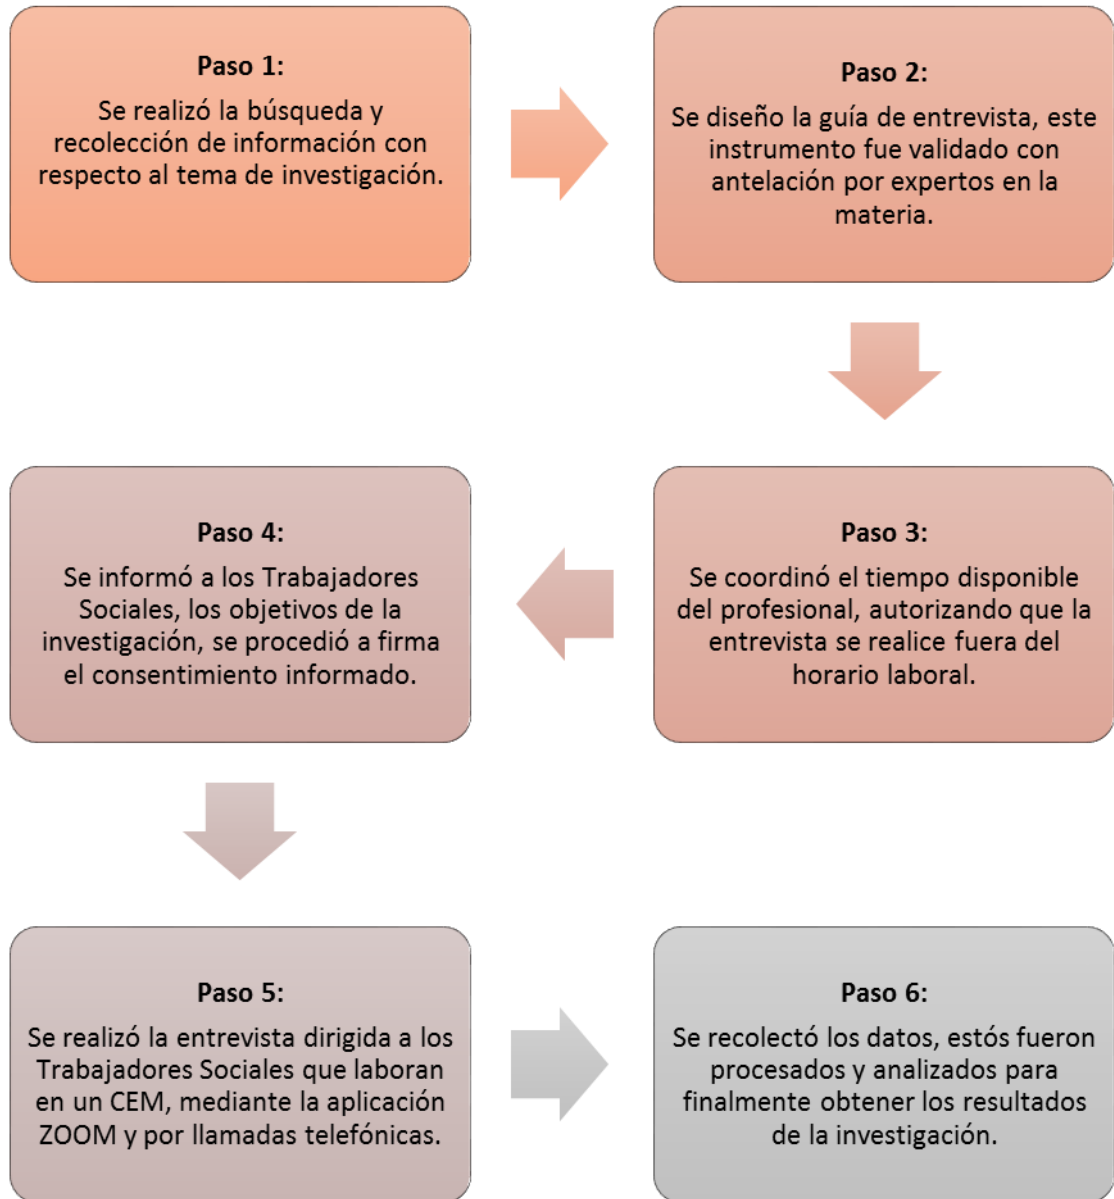 Paso 1:
Se realizó la búsqueda y
recolección de información con
respecto al tema de investigación.
Paso 2:
Se diseño la guía de entrevista, este
instrumento fue validado con
antelación por expertos en la
materia.
Paso 3:
Se coordinó el tiempo disponible
del profesional, autorizando que la
entrevista se realice fuera del
horario laboral.
Paso 4:
Se informó a los Trabajadores
Sociales, los objetivos de la
investigación, se procedió a firma
el consentimiento informado.
Paso 5:
Se realizó la entrevista dirigida a los
Trabajadores Sociales que laboran
en un CEM, mediante la aplicación
ZOOM y por llamadas telefónicas.
Paso 6:
Se recolectó los datos, estós fueron
procesados y analizados para
finalmente obtener los resultados
de la investigación.